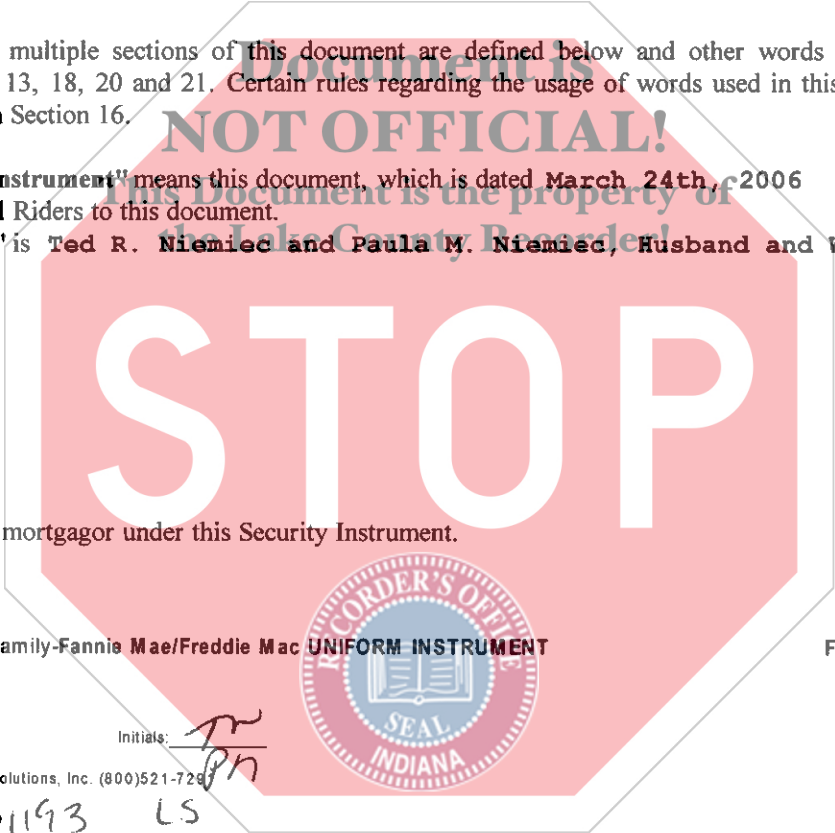 multiple sections of this document are defined below and other words
Document is
13, 18, 20 and 21. Certain rules regarding the usage of words used in this
Section 16.
NOT OFFICIAL!
nstrument" means this document, which is dated March 24th, 2006
This Document is the property of
Riders to this document.
the Lake County Recorder!
" is Ted R. Niemiec and Paula M. Niemiec, Husband and W
STOP
mortgagor under this Security Instrument.
RECORDER'S OFFICE
amily-Fannie Mae/Freddie Mac UNIFORM INSTRUMENT
F
SEAL
INDIANA
Initials:
PN
olutions, Inc. (800)521-729
1193 LS